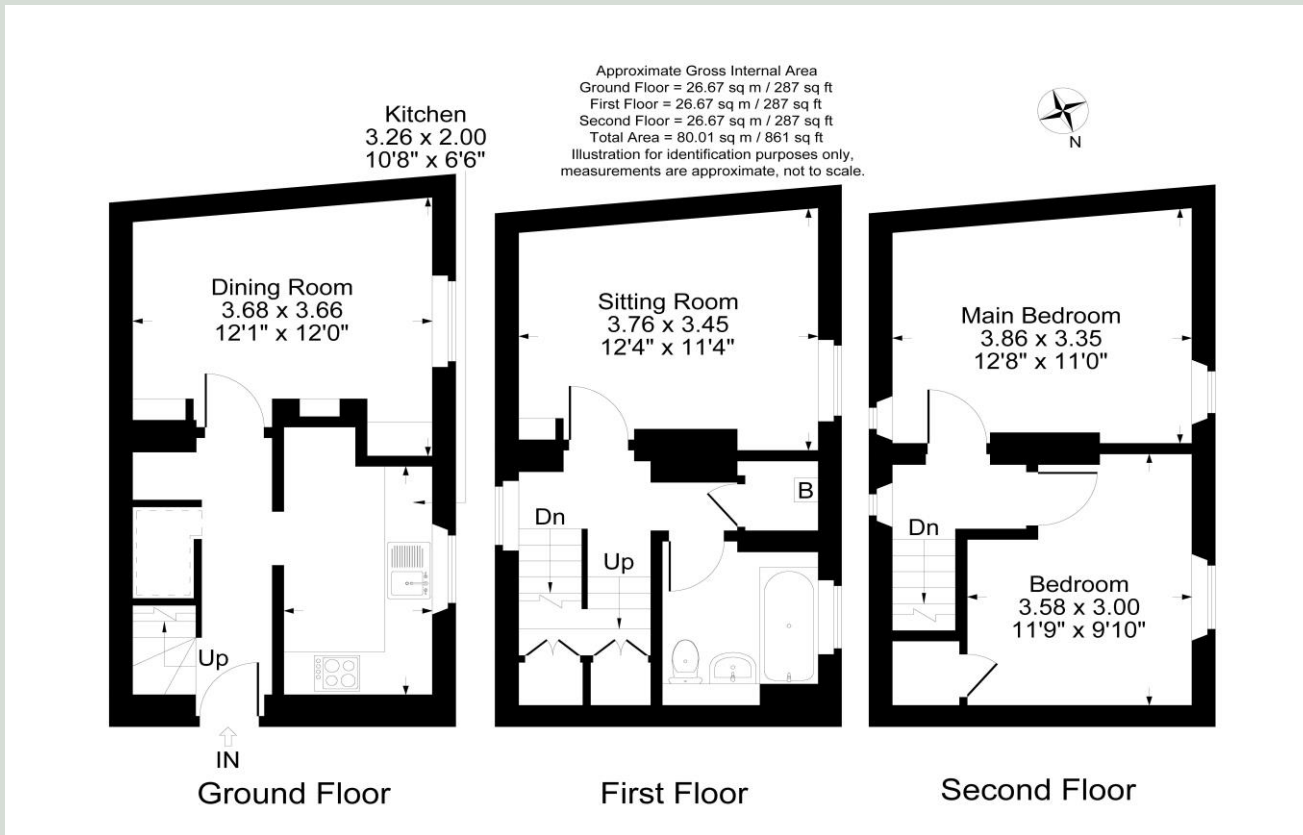 Approximate Gross Internal Area
Ground Floor = 26.67 sq m / 287 sq ft
First Floor = 26.67 sq m / 287 sq ft
Second Floor = 26.67 sq m / 287 sq ft
Total Area = 80.01 sq m / 861 sq ft
Illustration for identification purposes only,
measurements are approximate, not to scale.
N
Kitchen
3.26 x 2.00
10'8" x 6'6"
Dining Room
3.68 x 3.66
12'1" x 12'0"
Up
IN
Ground Floor
Sitting Room
3.76 x 3.45
12'4" x 11'4"
B
Dn
Up
First Floor
Main Bedroom
3.86 x 3.35
12'8" x 11'0"
Dn
Bedroom
3.58 x 3.00
11'9" x 9'10"
Second Floor